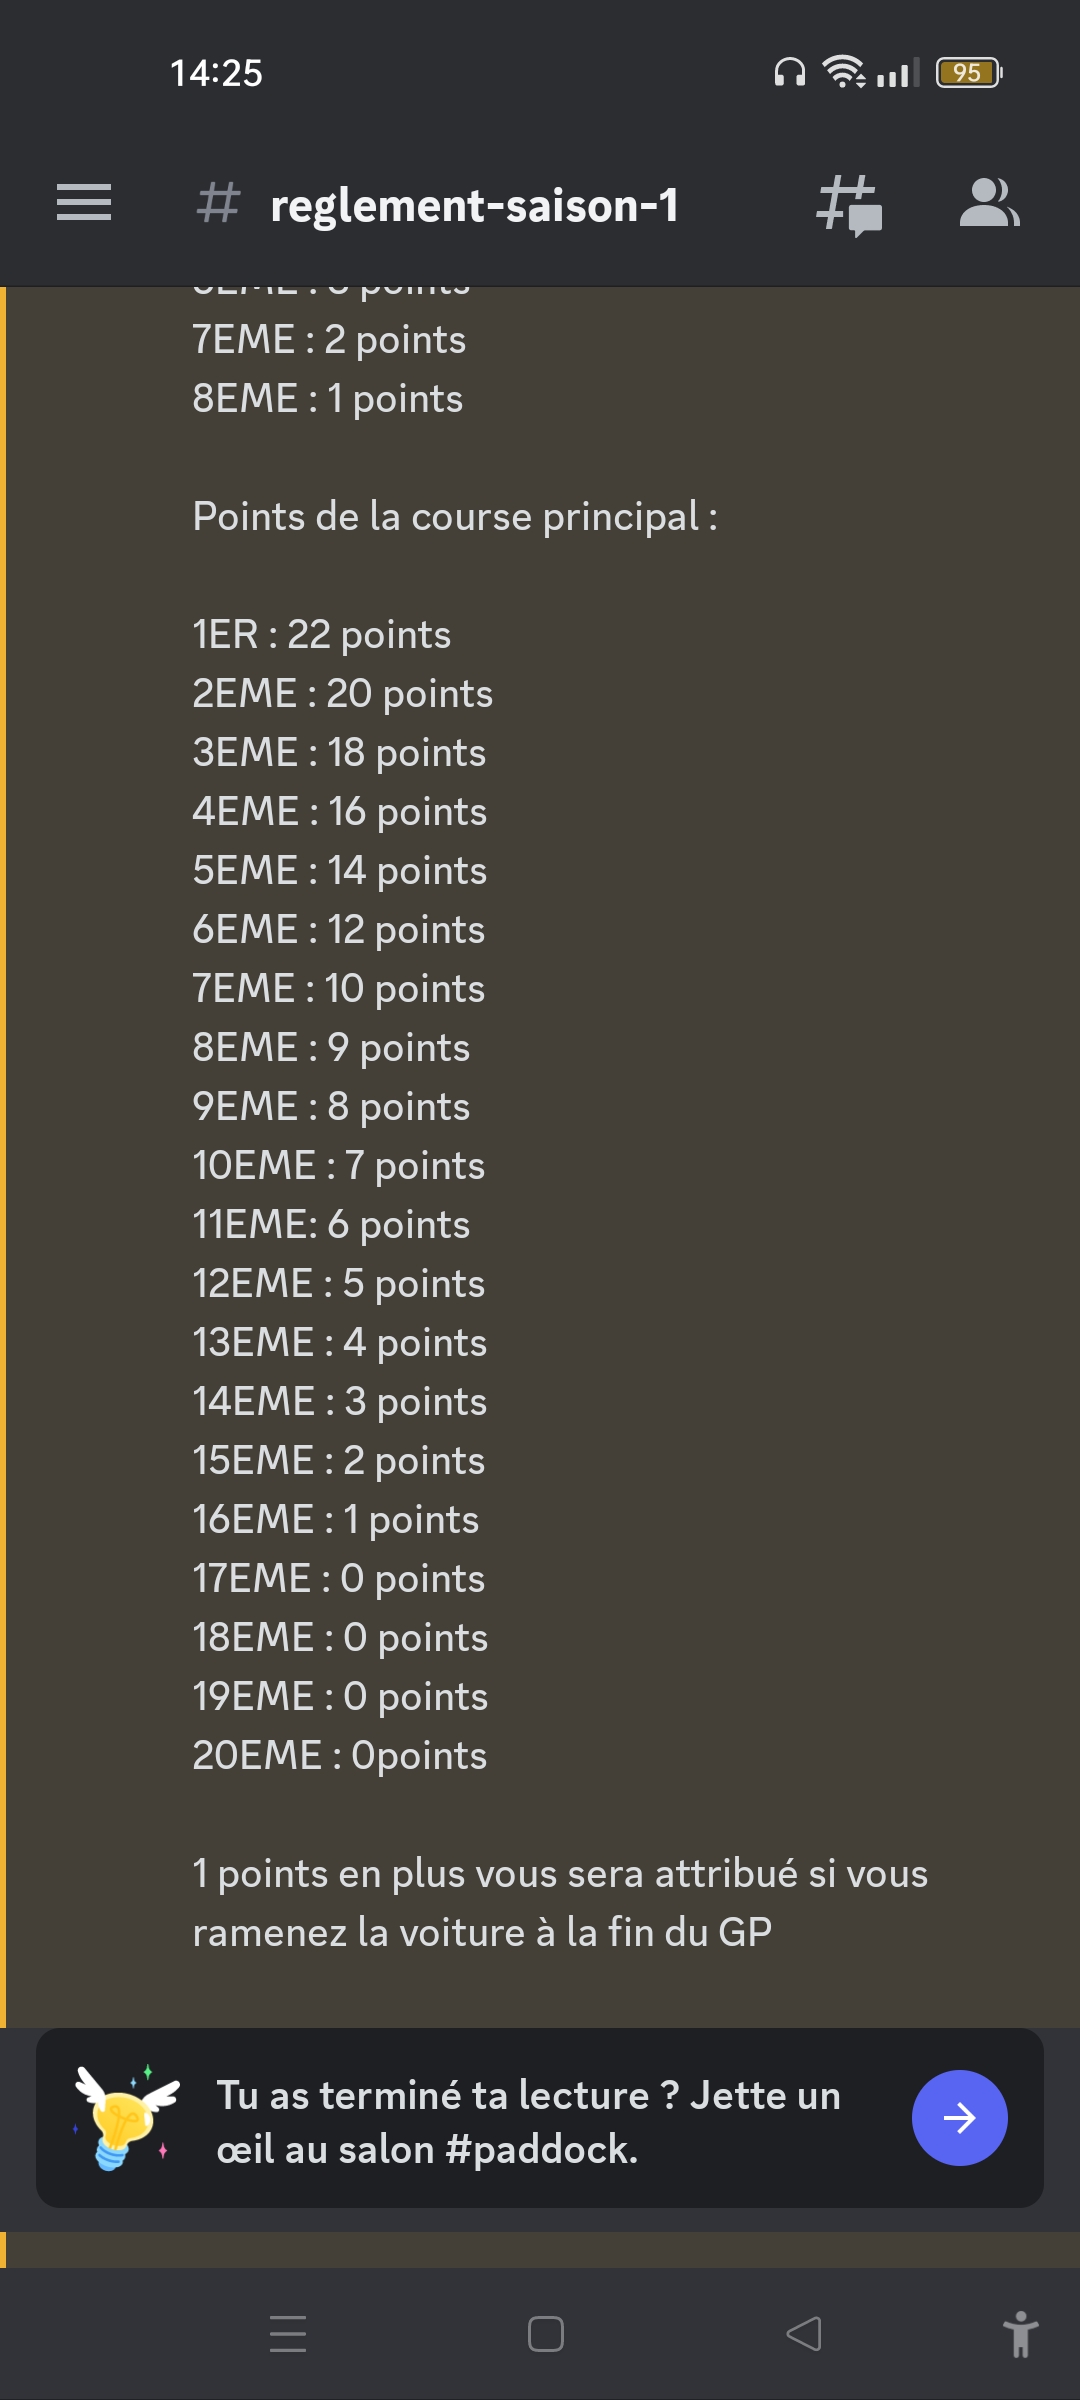 14:25
95
# reglement-saison-1
7EME : 2 points
8EME : 1 points
Points de la course principal :
1ER : 22 points
2EME : 20 points
3EME : 18 points
4EME : 16 points
5EME : 14 points
6EME : 12 points
7EME : 10 points
8EME : 9 points
9EME : 8 points
10EME : 7 points
11EME: 6 points
12EME : 5 points
13EME : 4 points
14EME : 3 points
15EME : 2 points
16EME : 1 points
17EME : 0 points
18EME : 0 points
19EME : 0 points
20EME : 0points
1 points en plus vous sera attribué si vous
ramenez la voiture à la fin du GP
Tu as terminé ta lecture ? Jette un
œil au salon #paddock.